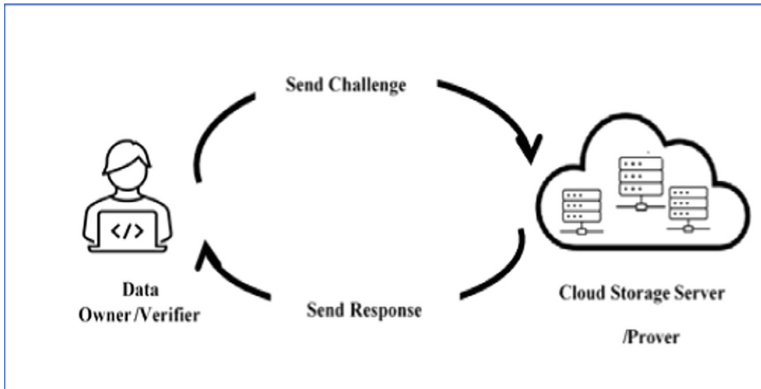 Send Challenge
</>
Data
Owner/Verifier
Send Response
Cloud Storage Server
/Prover